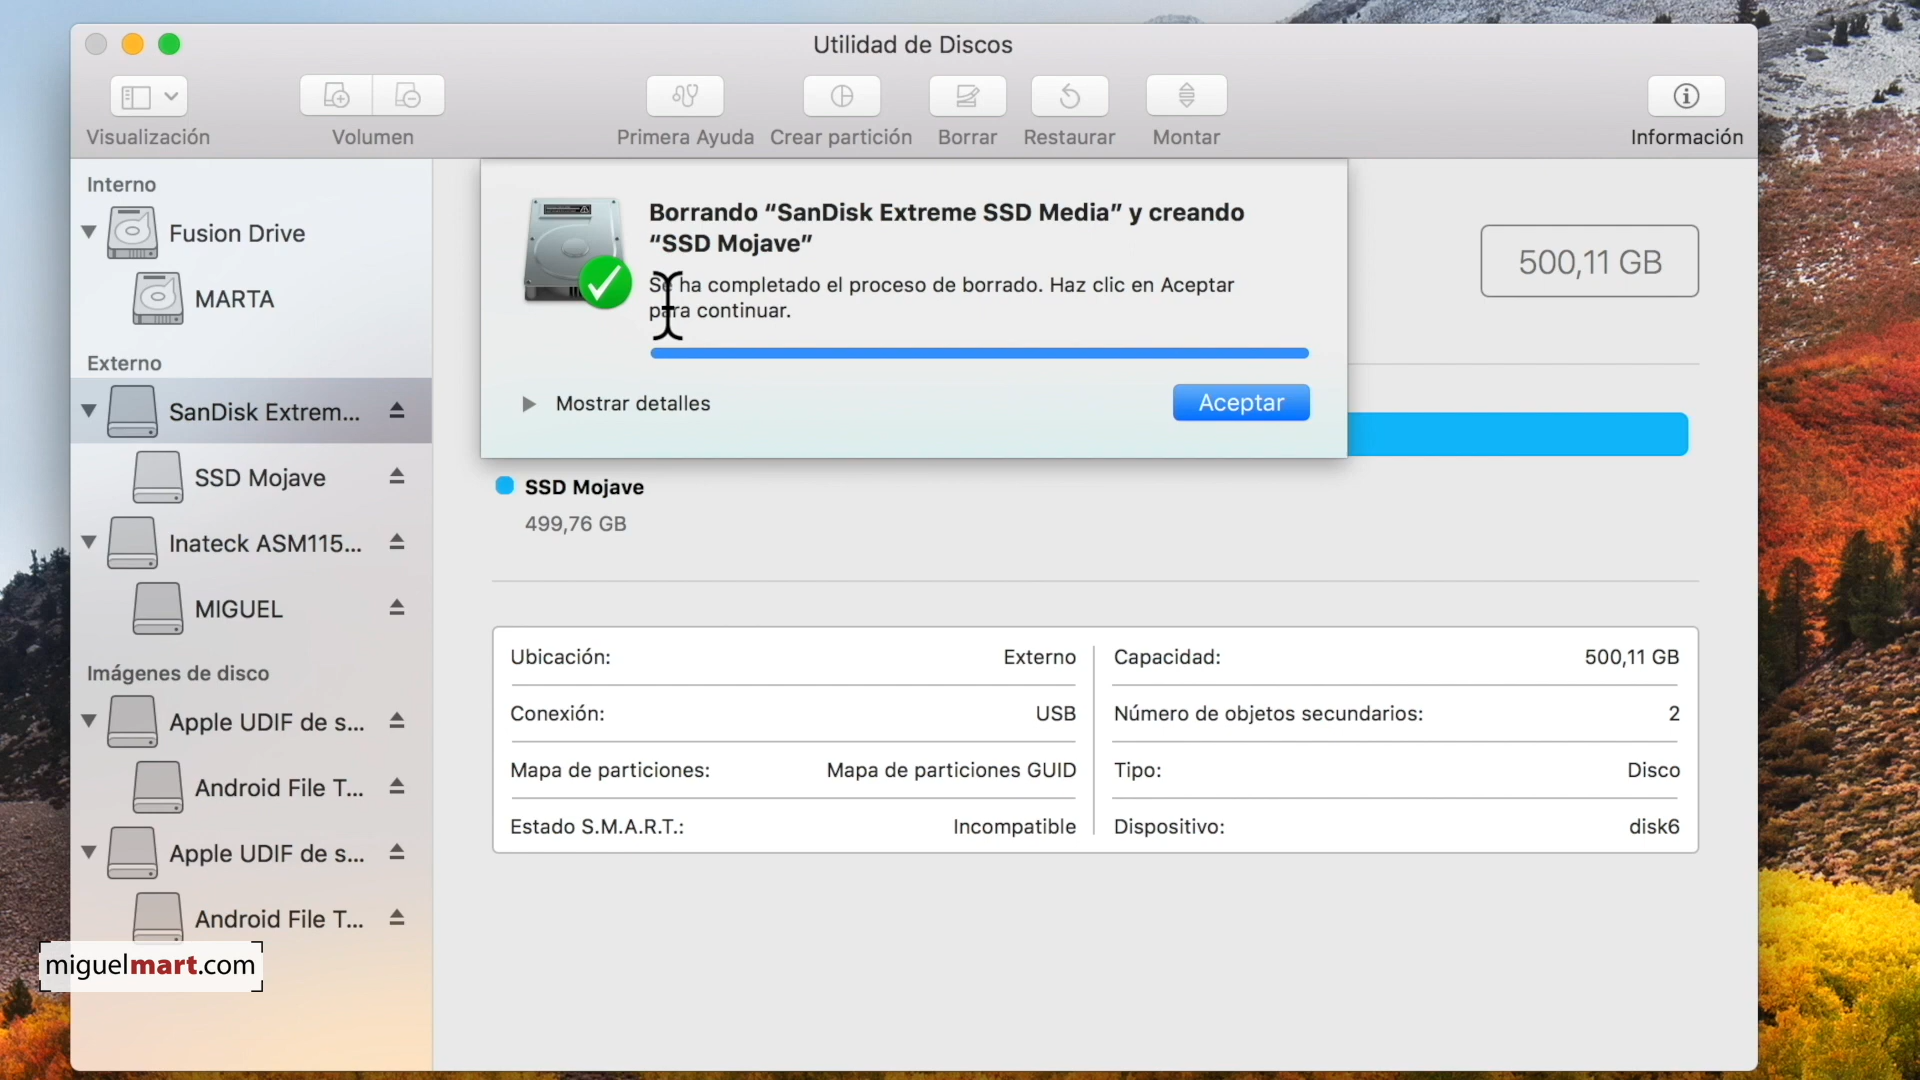 Utilidad de Discos
Visualización
Volumen
Primera Ayuda
Crear partición
Borrar
Restaurar
Montar
Información
Interno
Fusion Drive
MARTA
Externo
SanDisk Extrem...
SSD Mojave
Inateck ASM115...
MIGUEL
Imágenes de disco
Apple UDIF de s...
Android File T...
Apple UDIF de s...
Android File T...
Borrando “SanDisk Extreme SSD Media” y creando
“SSD Mojave”
Se ha completado el proceso de borrado. Haz clic en Aceptar
para continuar.
Mostrar detalles
Aceptar
500,11 GB
SSD Mojave
499,76 GB
Ubicación: Externo
Conexión: USB
Mapa de particiones: Mapa de particiones GUID
Estado S.M.A.R.T.: Incompatible
Capacidad: 500,11 GB
Número de objetos secundarios: 2
Tipo: Disco
Dispositivo: disk6
miguelmart.com